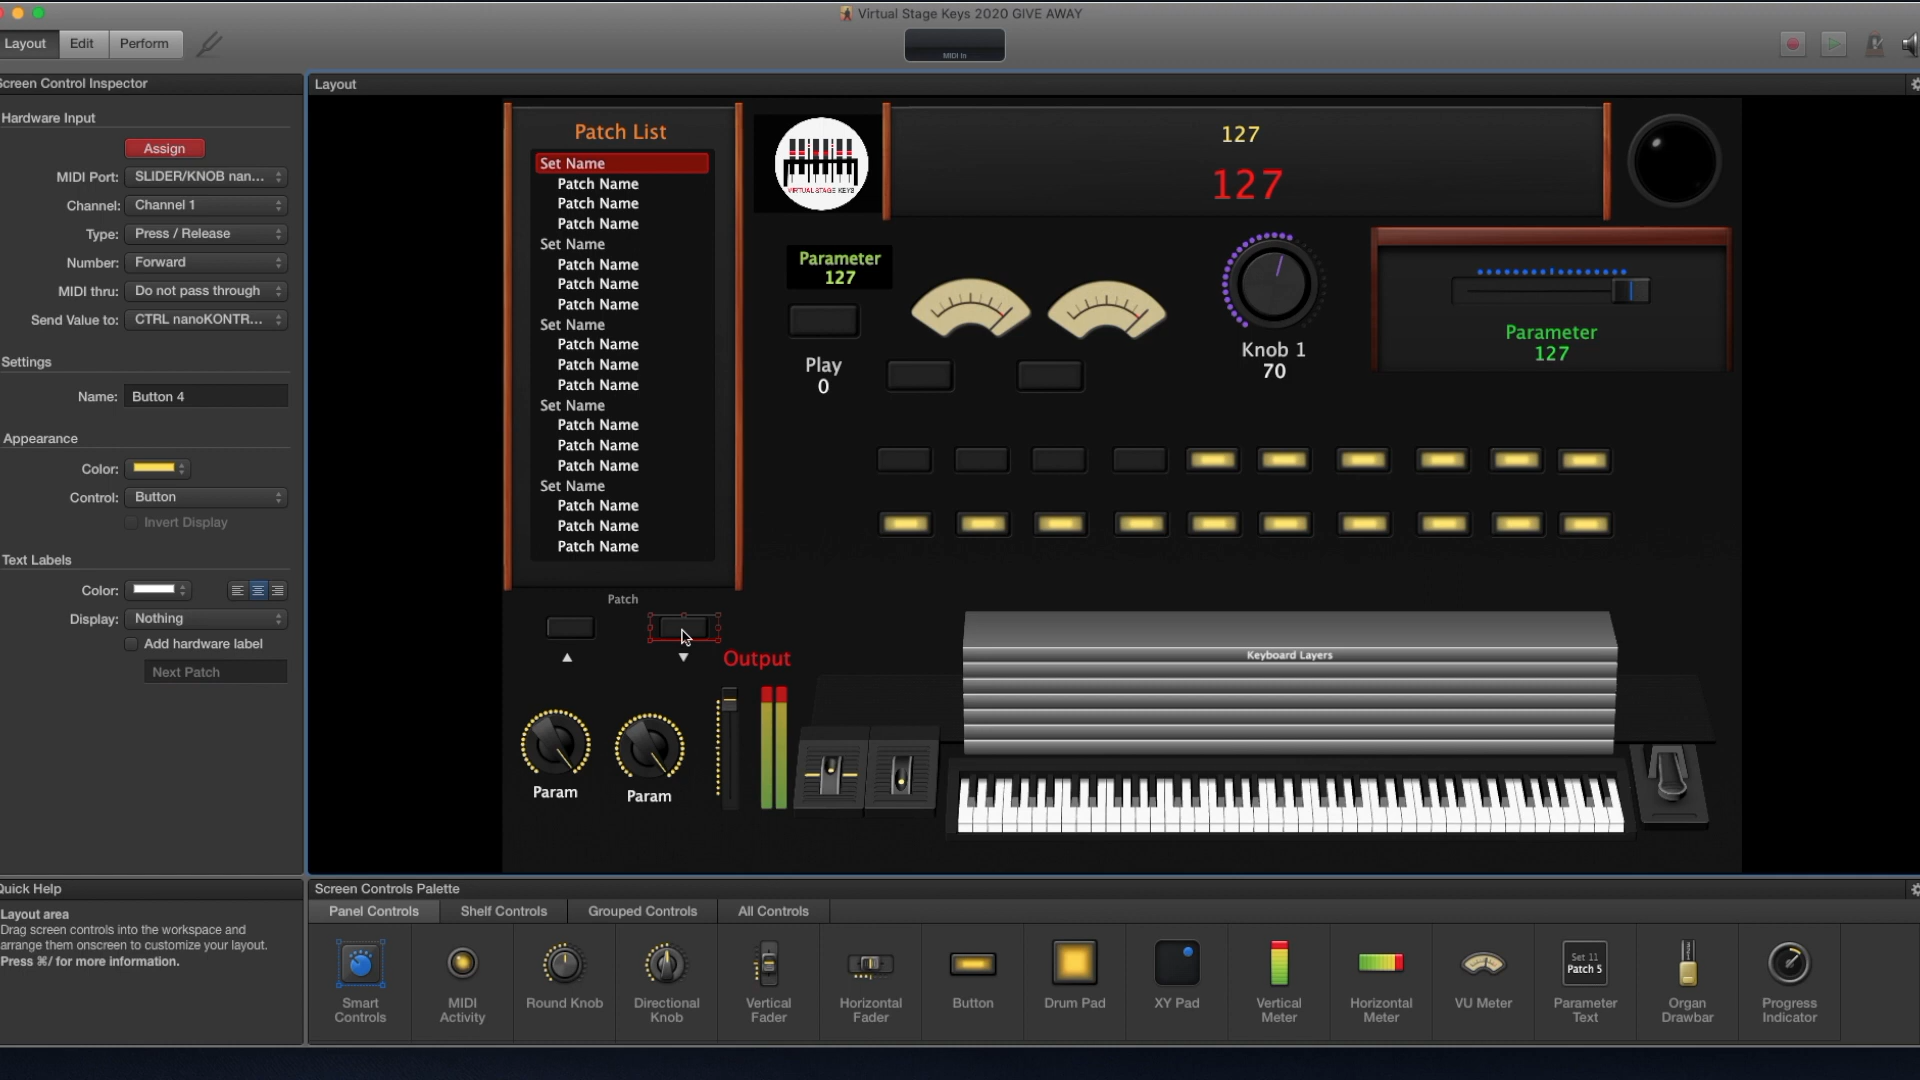 Virtual Stage Keys 2020 GIVE AWAY
Layout
Edit
Perform
MIDI In
Screen Control Inspector
Hardware Input
Assign
MIDI Port: SLIDER/KNOB nan...
Channel: Channel 1
Type: Press / Release
Number: Forward
MIDI thru: Do not pass through
Send Value to: CTRL nanoKONTR...
Settings
Name: Button 4
Appearance
Color:
Control: Button
Invert Display
Text Labels
Color:
Display: Nothing
Add hardware label
Next Patch
Quick Help
Layout area
Drag screen controls into the workspace and
arrange them onscreen to customize your layout.
Press ⌘/ for more information.
Layout
Patch List
Set Name
Patch Name
Patch Name
Patch Name
Set Name
Patch Name
Patch Name
Patch Name
Set Name
Patch Name
Patch Name
Patch Name
Set Name
Patch Name
Patch Name
Patch Name
Set Name
Patch Name
Patch Name
Patch Name
Patch
▲
▼
Output
Param
Param
VIRTUAL STAGE KEYS
127
127
Parameter
127
Play
0
Knob 1
70
Parameter
127
Keyboard Layers
Screen Controls Palette
Panel Controls
Shelf Controls
Grouped Controls
All Controls
Smart
Controls
MIDI
Activity
Round Knob
Directional
Knob
Vertical
Fader
Horizontal
Fader
Button
Drum Pad
XY Pad
Vertical
Meter
Horizontal
Meter
VU Meter
Set 11
Patch 5
Parameter
Text
Organ
Drawbar
Progress
Indicator